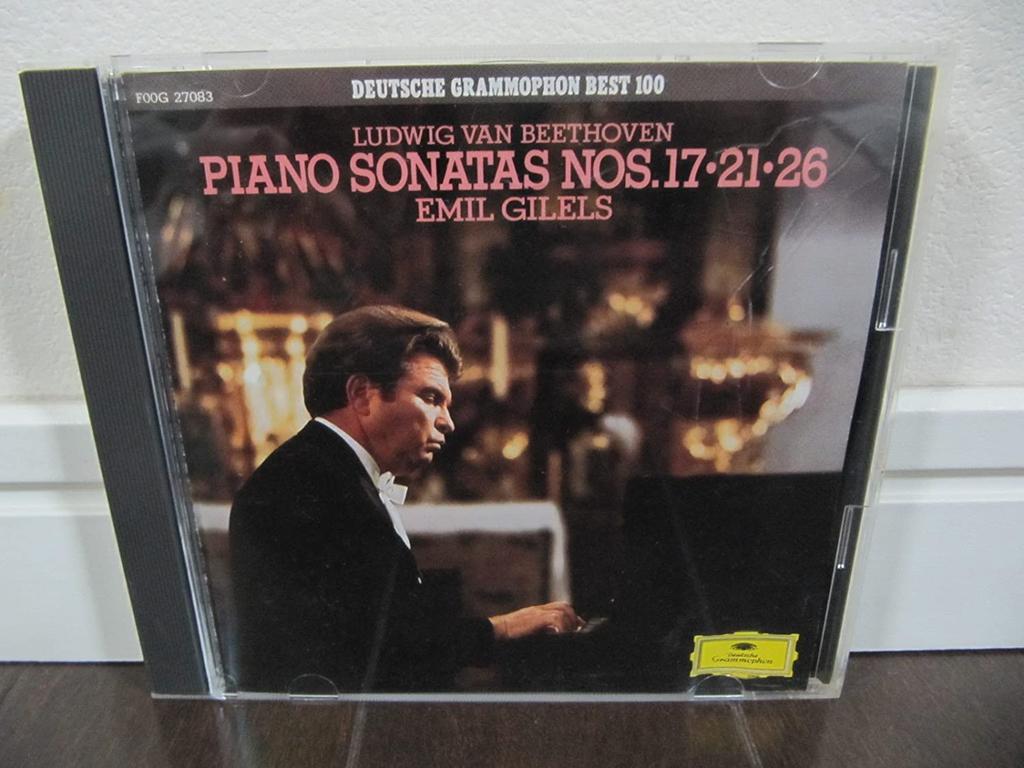 DEUTSCHE GRAMMOPHON BEST 100
F00G 27083
LUDWIG VAN BEETHOVEN
PIANO SONATAS NOS.17•21•26
EMIL GILELS
Deutsche
Grammophon